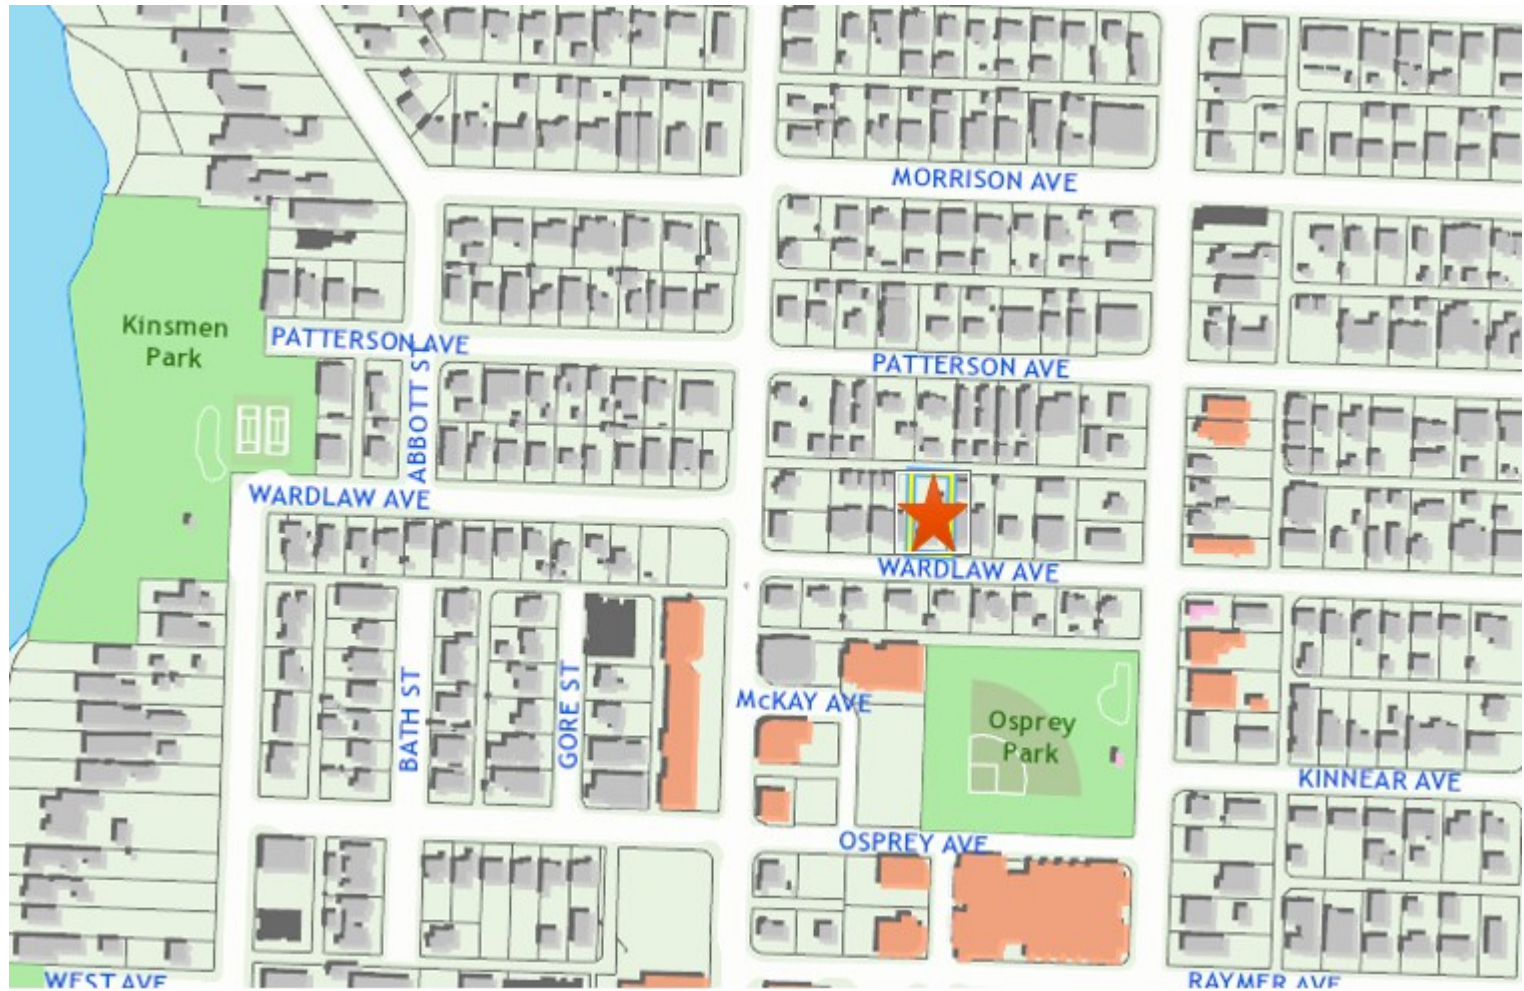 MORRISON AVE
Kinsmen
Park
PATTERSON AVE
PATTERSON AVE
ABBOTT ST
WARDLAW AVE
WARDLAW AVE
BATH ST
GORE ST
McKAY AVE
Osprey
Park
KINNEAR AVE
OSPREY AVE
WEST AVE
RAYMER AVE